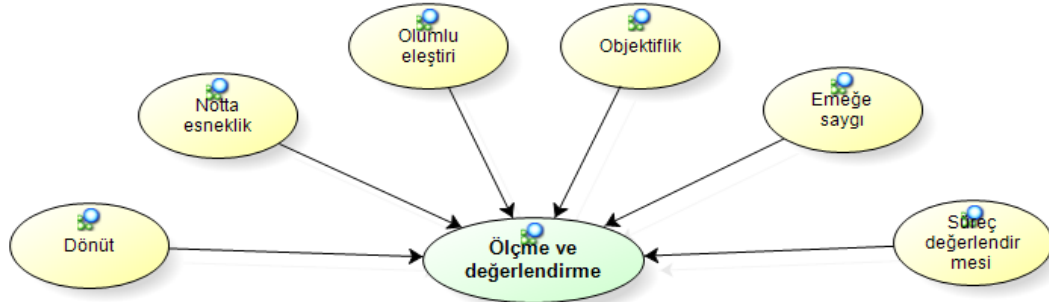 Olumlu
eleştiri
Objektiflik
Notta
esneklik
Emeğe
saygı
Dönüt
Ölçme ve
değerlendirme
Süreç
değerlendir
mesi